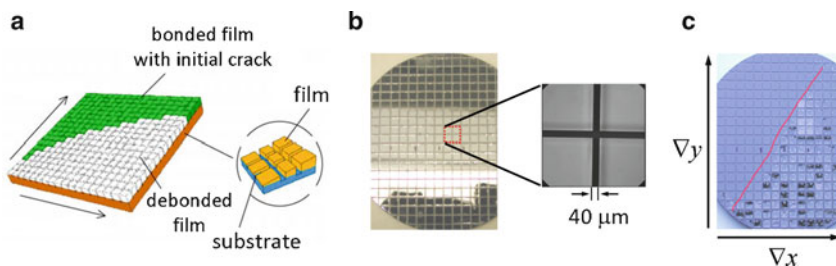 a
bonded film
with initial crack
film
debonded
film
substrate
b
40 μm
c
∇y
∇x